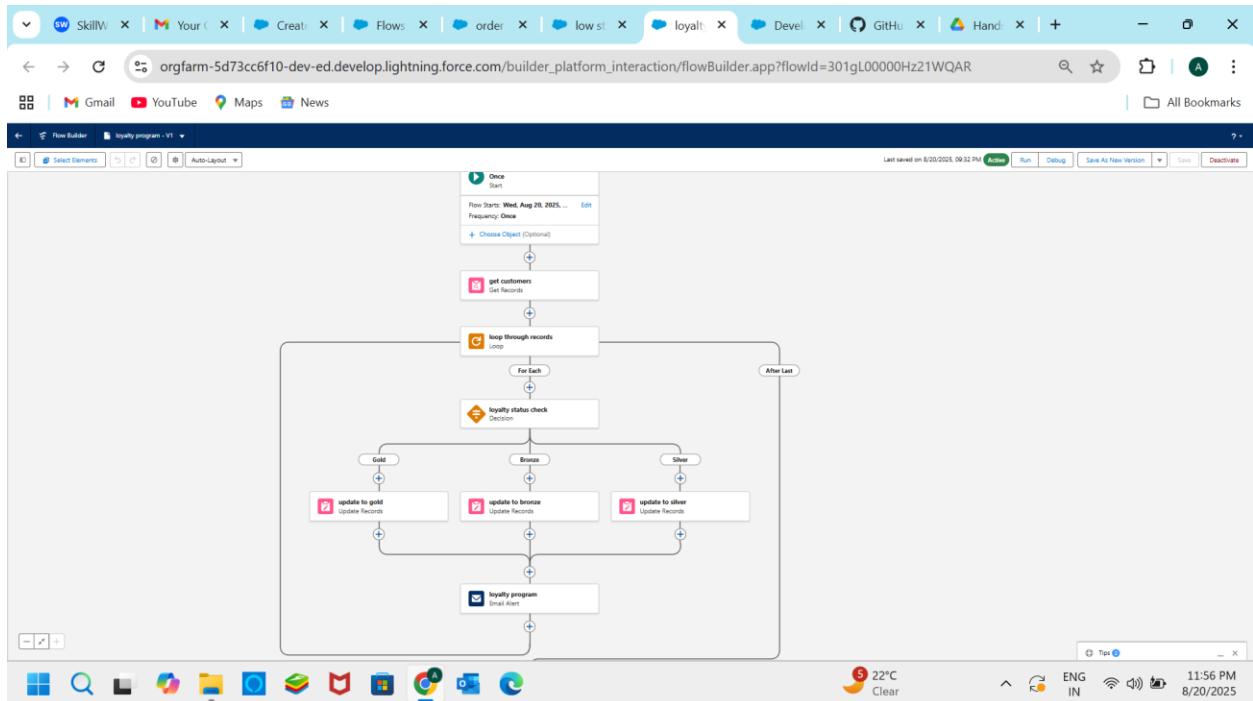 SkillW
Your C
Create
Flows
order
low st
loyalt
Devel
GitHu
Hands
orgfarm-5d73cc6f10-dev-ed.develop.lightning.force.com/builder_platform_interaction/flowBuilder.app?flowId=301gL00000Hz21WQAR
A
Gmail
YouTube
Maps
News
All Bookmarks
Flow Builder
loyalty program - V1
?
Select Elements
Auto-Layout
Last saved on 8/20/2025, 09:32 PM
Active
Run
Debug
Save As New Version
Save
Deactivate
Once
Start
Flow Starts: Wed, Aug 20, 2025, ... Edit
Frequency: Once
+ Choose Object (Optional)
get customers
Get Records
loop through records
Loop
For Each
After Last
loyalty status check
Decision
Gold
Bronze
Silver
update to gold
Update Records
update to bronze
Update Records
update to silver
Update Records
loyalty program
Email Alert
Tips
5
22°C
Clear
ENG
IN
11:56 PM
8/20/2025